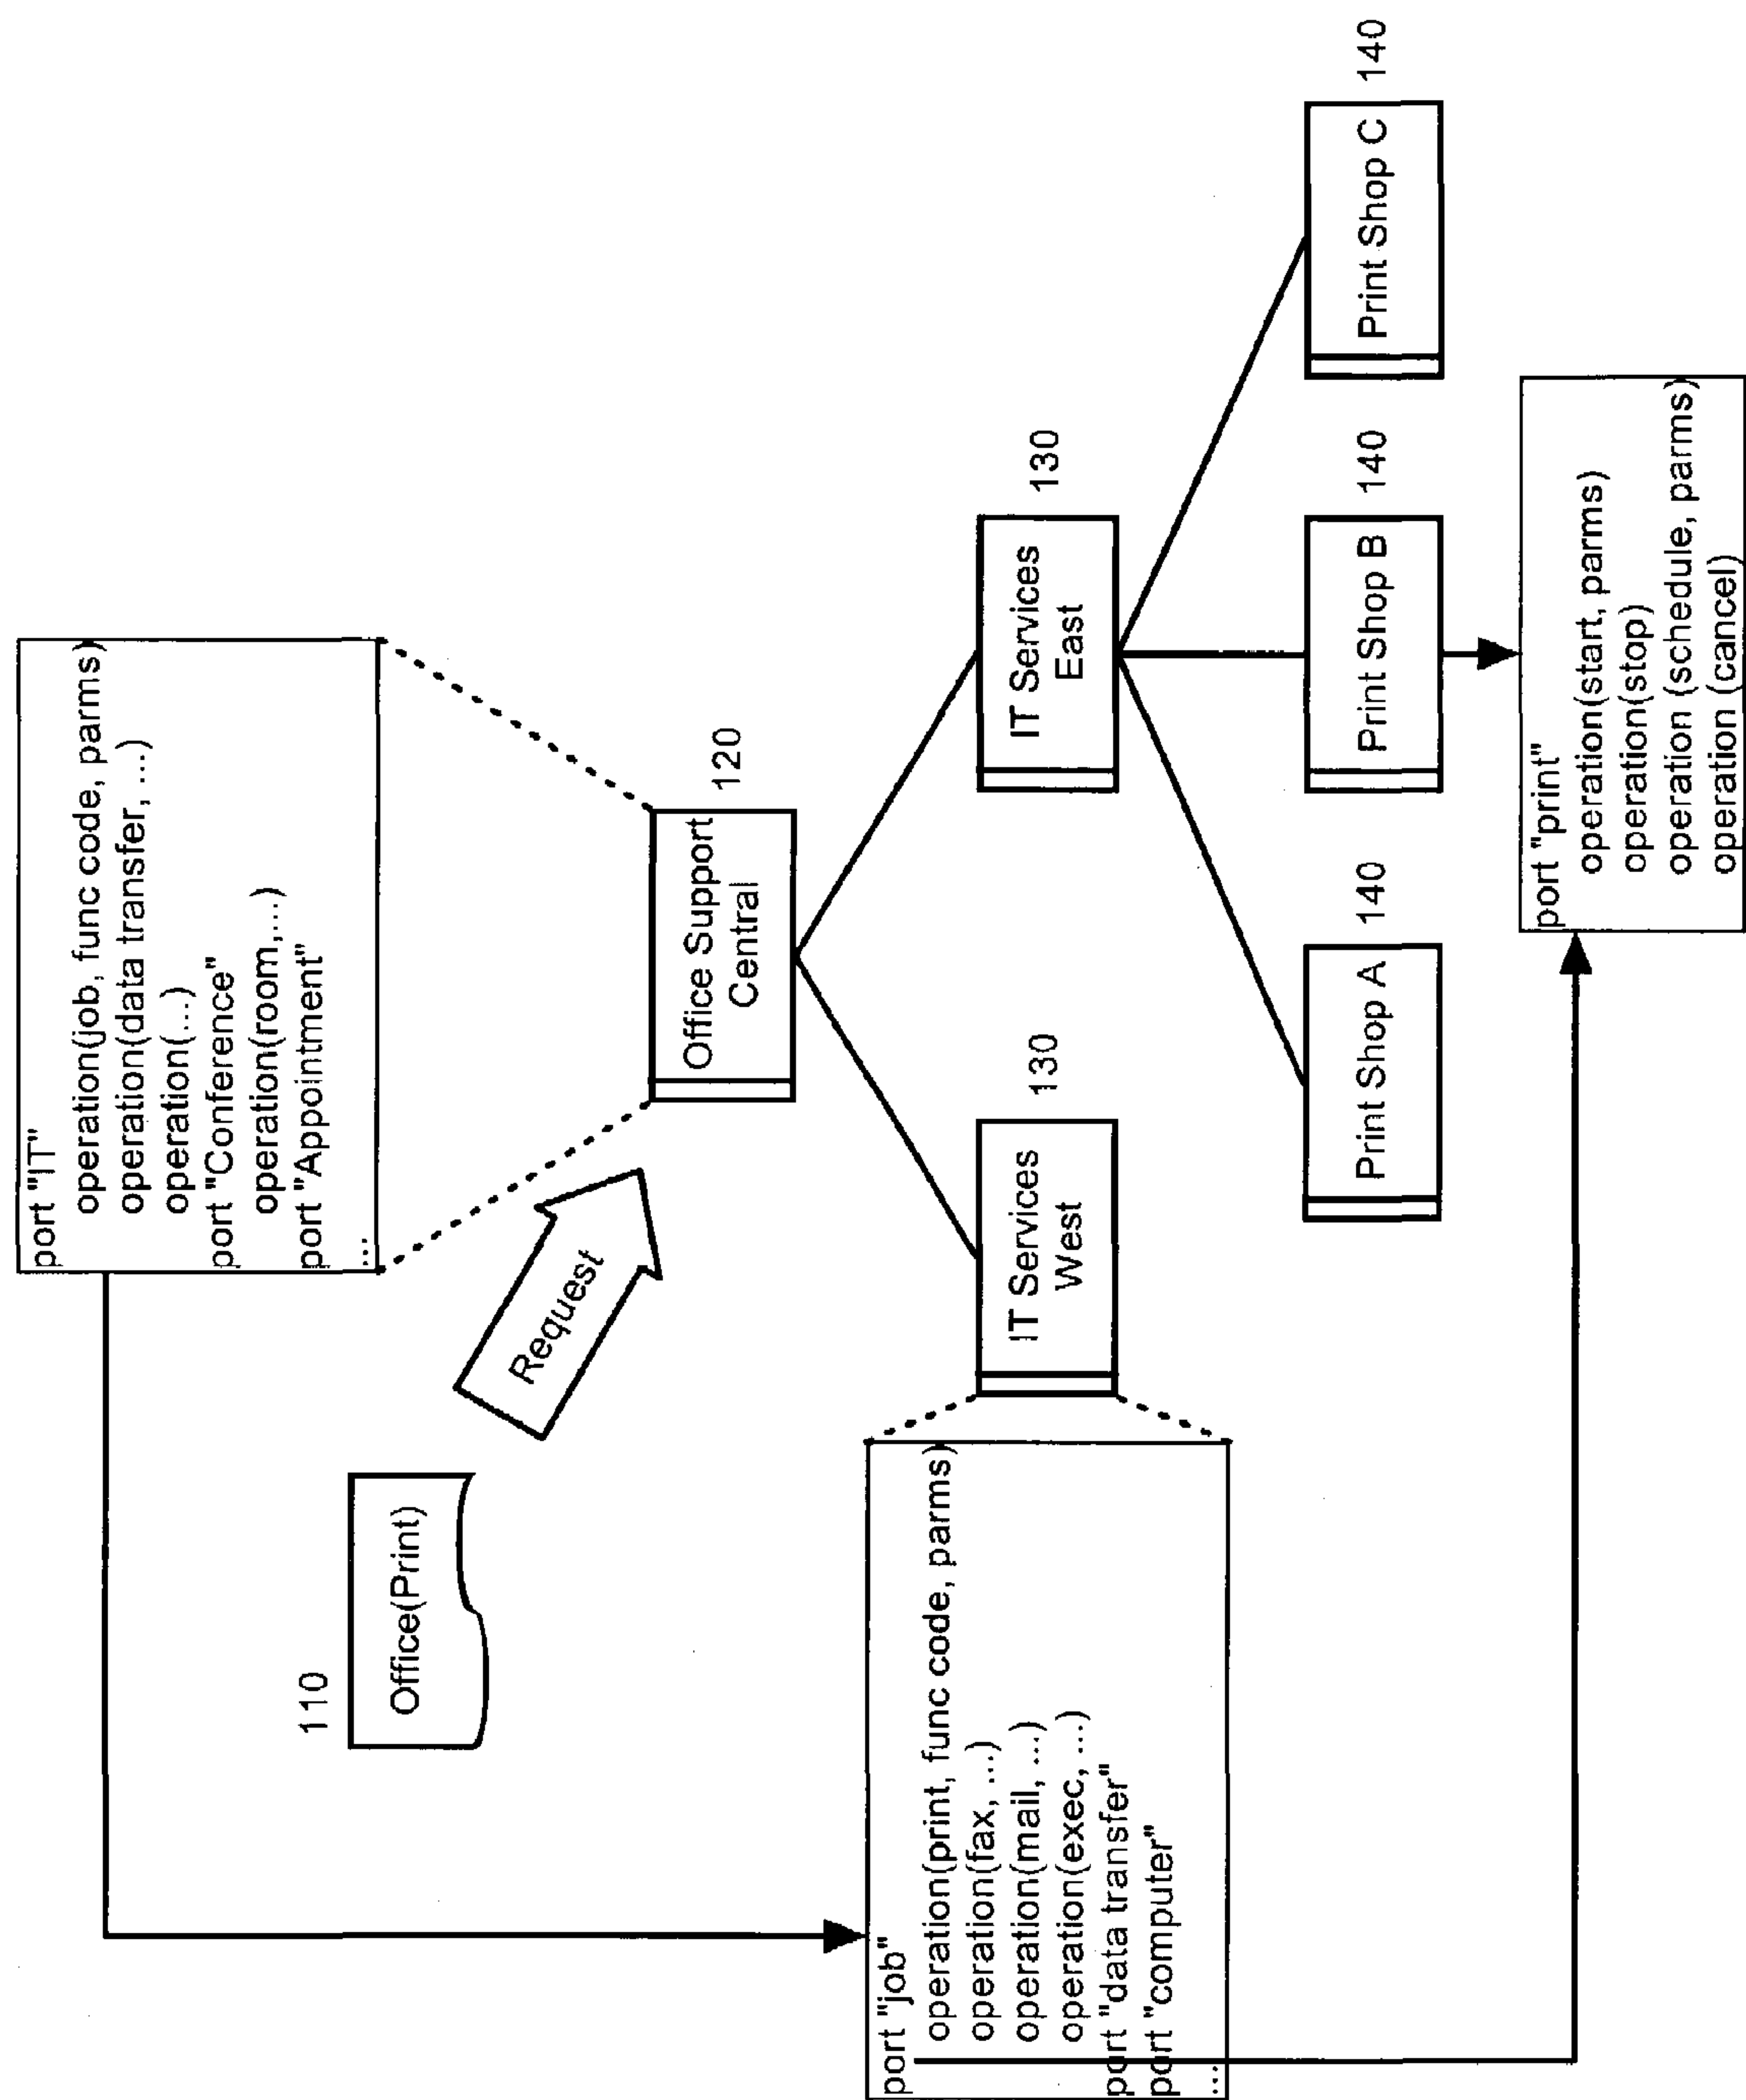 port "IT"
operation(job, func code, parms)
operation(data transfer, ...)
operation(...)
port "Conference"
operation(room,...)
port "Appointment"
...
110
Office(Print)
Request
Office Support
Central
120
port "job"
operation(print, func code, parms)
operation(fax, ...)
operation(mail, ...)
operation(exec, ...)
port "data transfer"
port "computer"
...
IT Services
West
130
IT Services
East
130
Print Shop A
140
Print Shop B
140
Print Shop C
140
port "print"
operation(start, parms)
operation(stop)
operation (schedule, parms)
operation (cancel)